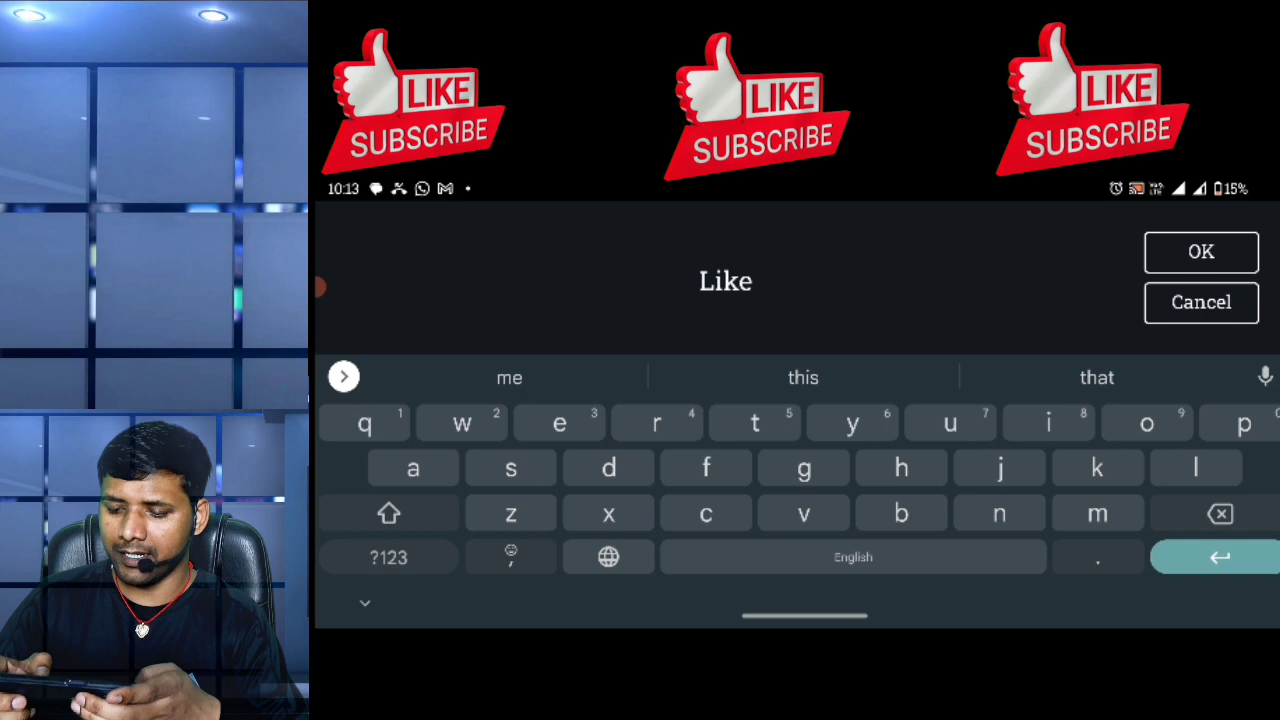 LIKE
SUBSCRIBE
LIKE
SUBSCRIBE
LIKE
SUBSCRIBE
10:13
15%
Like
OK
Cancel
me this that
q 1 w 2 e 3 r 4 t 5 y 6 u 7 i 8 o 9 p 0
a s d f g h j k l
z x c v b n m
?123 , English .